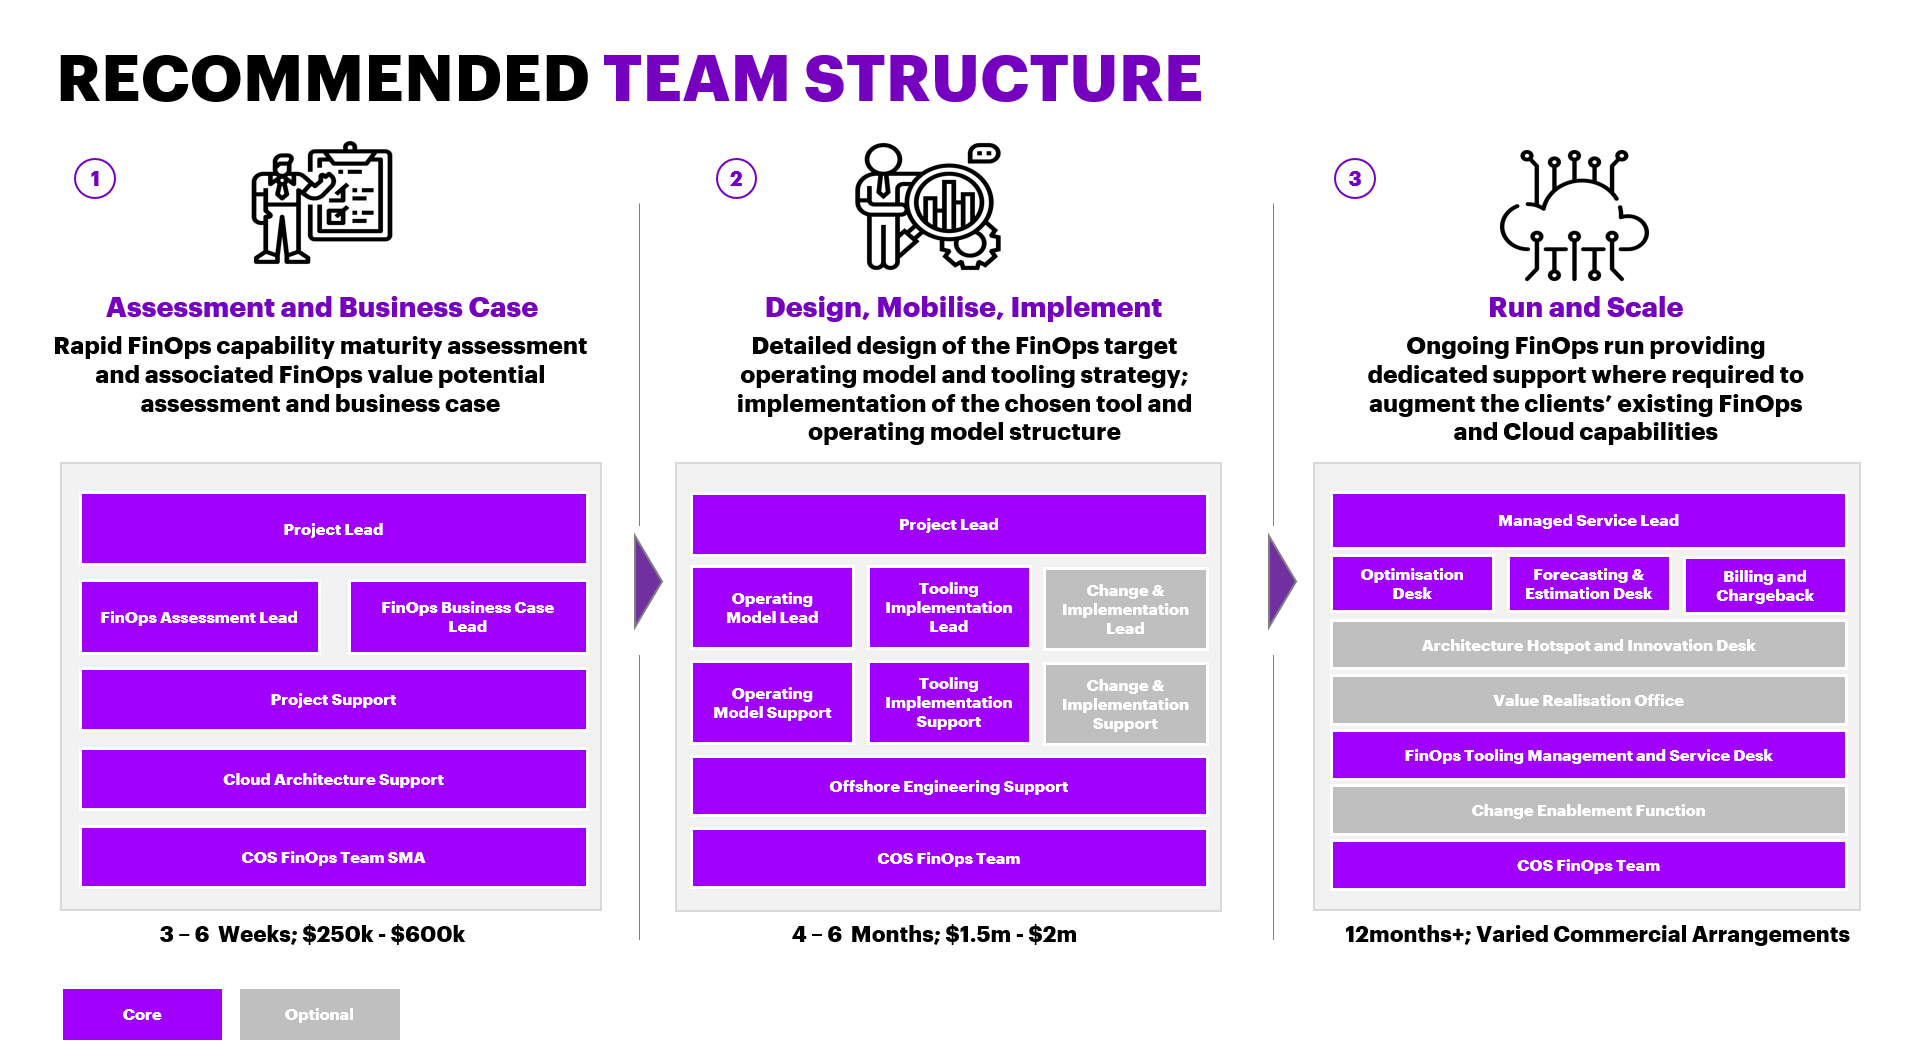 RECOMMENDED TEAM STRUCTURE
1
Assessment and Business Case
Rapid FinOps capability maturity assessment
and associated FinOps value potential
assessment and business case
Project Lead
FinOps Assessment Lead
FinOps Business Case
Lead
Project Support
Cloud Architecture Support
COS FinOps Team SMA
3 – 6 Weeks; $250k - $600k
2
Design, Mobilise, Implement
Detailed design of the FinOps target
operating model and tooling strategy;
implementation of the chosen tool and
operating model structure
Project Lead
Operating
Model Lead
Tooling
Implementation
Lead
Change &
Implementation
Lead
Operating
Model Support
Tooling
Implementation
Support
Change &
Implementation
Support
Offshore Engineering Support
COS FinOps Team
4 – 6 Months; $1.5m - $2m
3
Run and Scale
Ongoing FinOps run providing
dedicated support where required to
augment the clients’ existing FinOps
and Cloud capabilities
Managed Service Lead
Optimisation
Desk
Forecasting &
Estimation Desk
Billing and
Chargeback
Architecture Hotspot and Innovation Desk
Value Realisation Office
FinOps Tooling Management and Service Desk
Change Enablement Function
COS FinOps Team
12months+; Varied Commercial Arrangements
Core
Optional